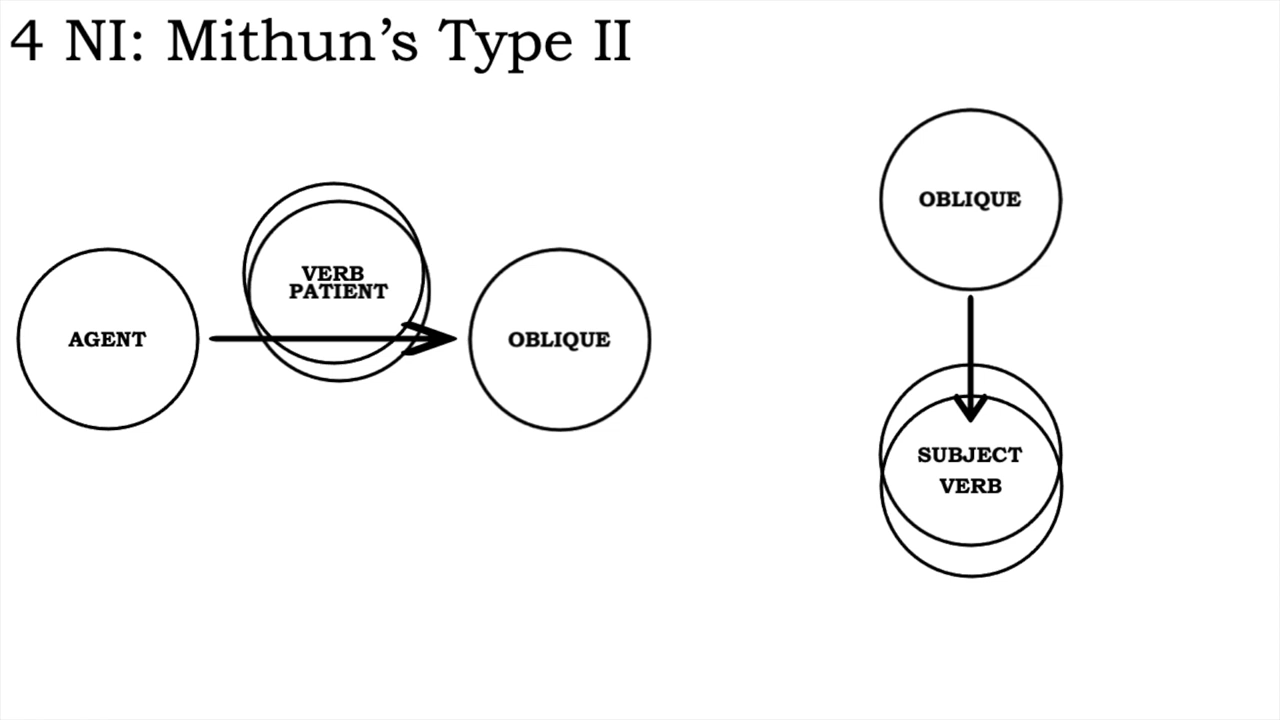 4 NI: Mithun’s Type II
AGENT
VERB
PATIENT
OBLIQUE
OBLIQUE
SUBJECT
VERB